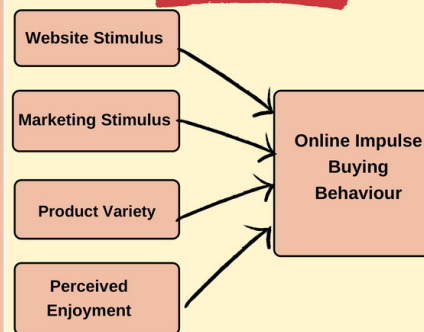 Website Stimulus
Marketing Stimulus
Product Variety
Perceived
Enjoyment
Online Impulse
Buying
Behaviour